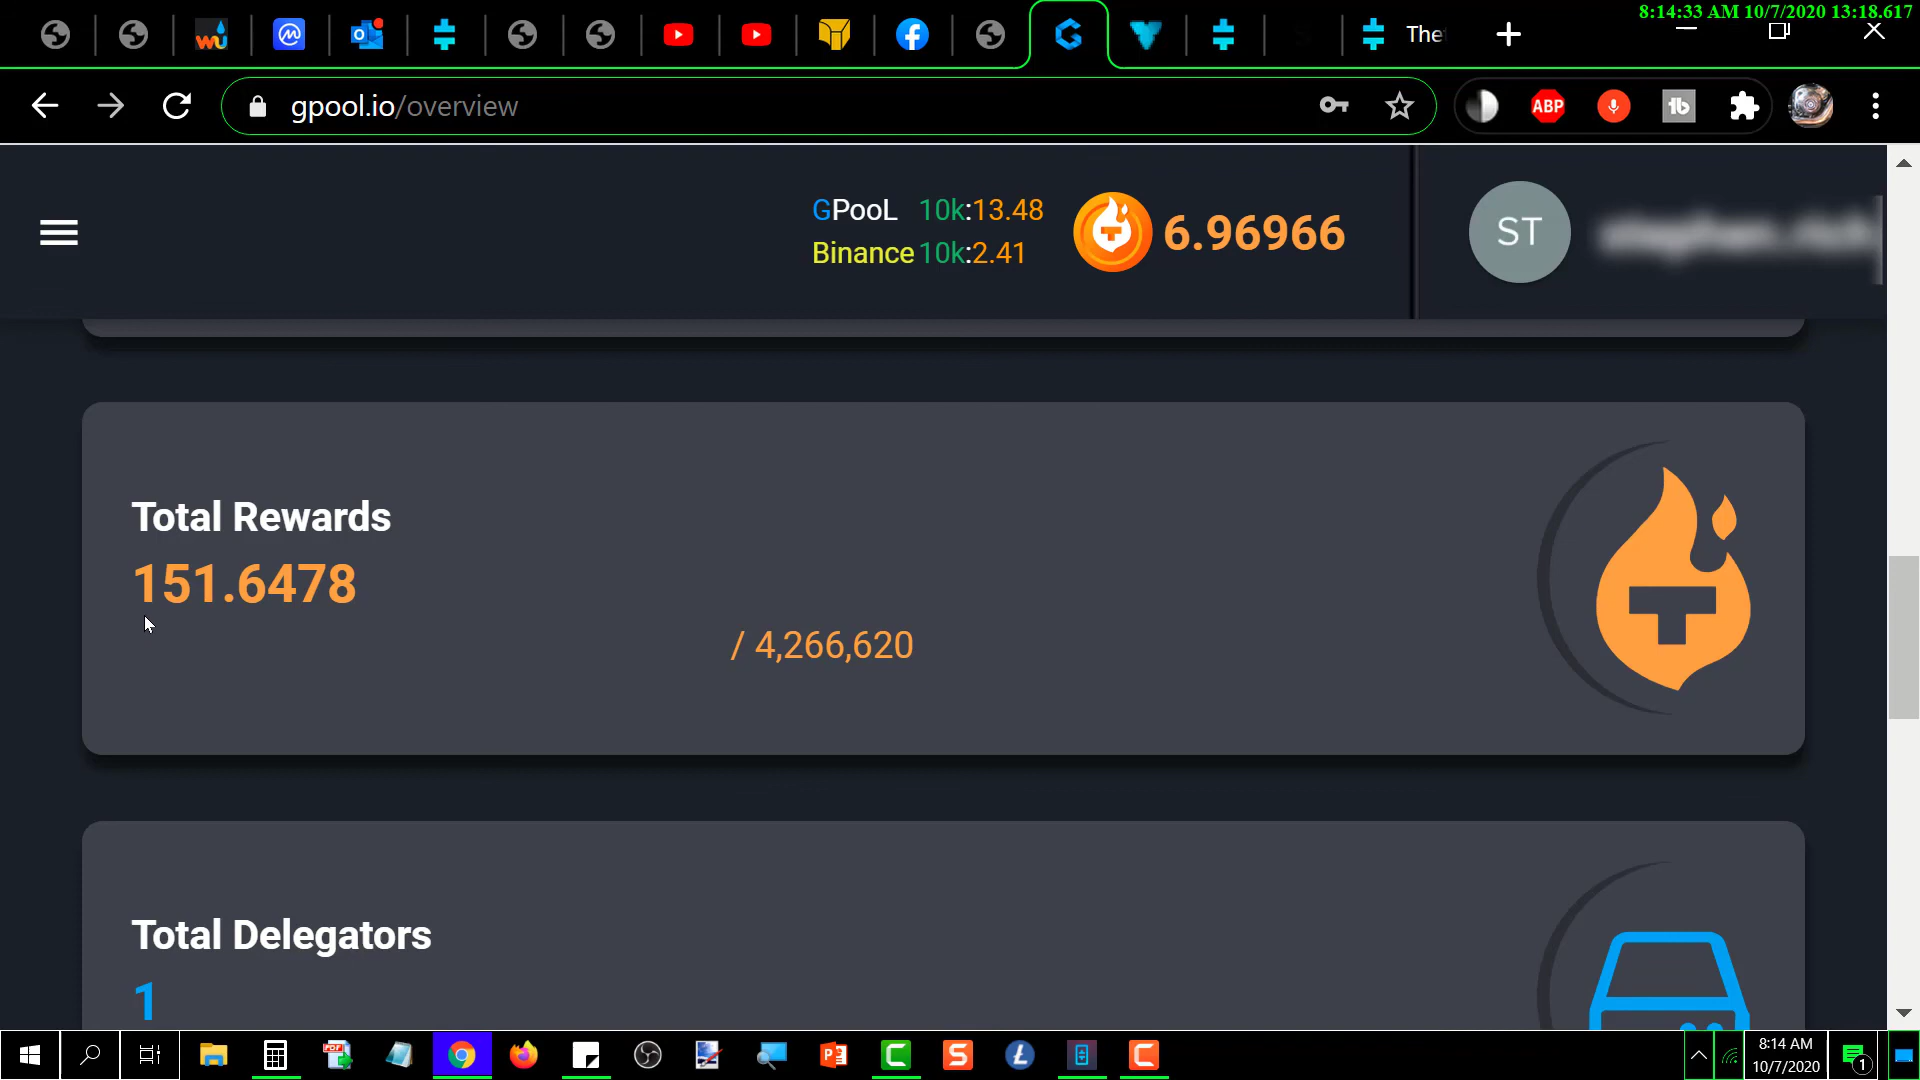 8:14:33 AM 10/7/2020 13:18.617
The
gpool.io/overview
ABP
GPooL 10k:13.48
Binance 10k:2.41
6.96966
ST
Total Rewards
151.6478
/ 4,266,620
Total Delegators
1
8:14 AM
10/7/2020
1